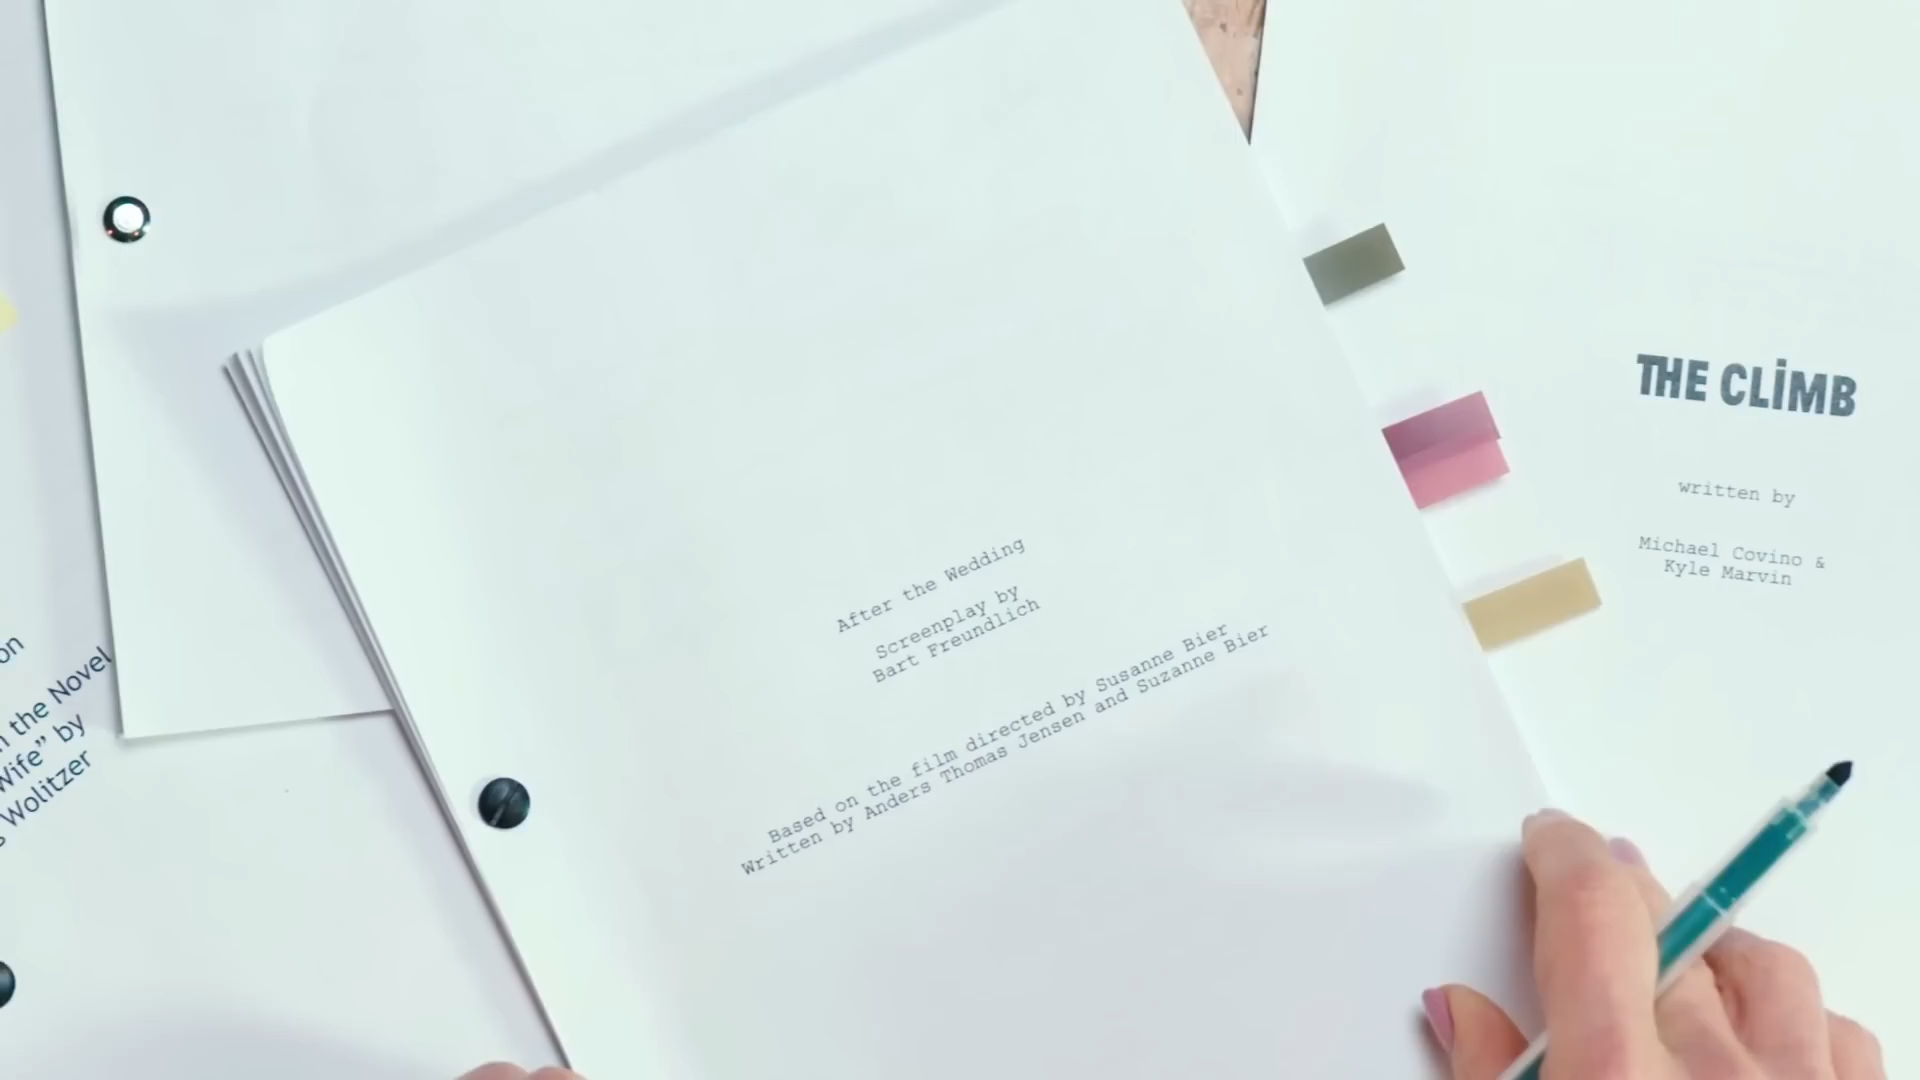 on
n the Novel
Wife” by
Wolitzer
After the Wedding
Screenplay by
Bart Freundlich
Based on the film directed by Susanne Bier
Written by Anders Thomas Jensen and Suzanne Bier
THE CLiMB
written by
Michael Covino &
Kyle Marvin